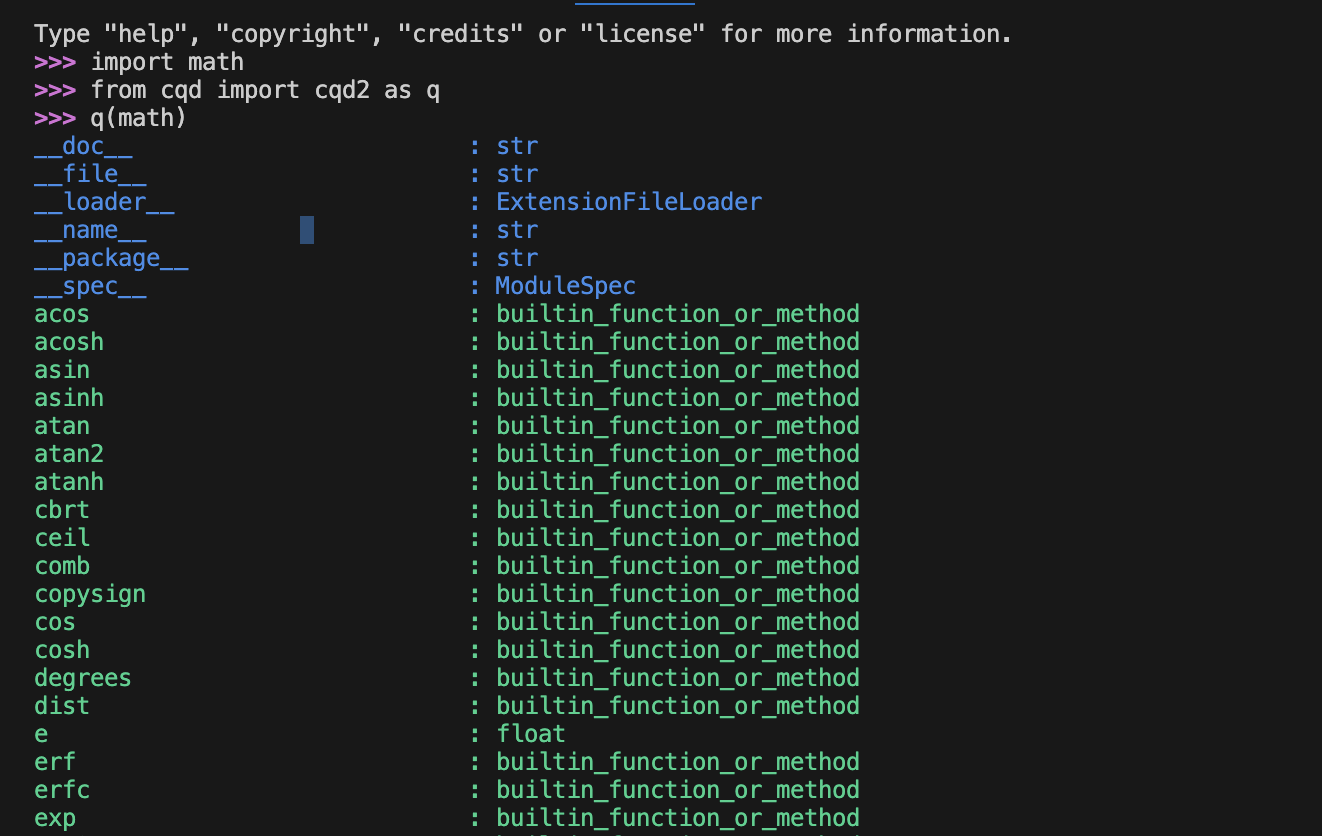 Type "help", "copyright", "credits" or "license" for more information.
>>> import math
>>> from cqd import cqd2 as q
>>> q(math)
__doc__ : str
__file__ : str
__loader__ : ExtensionFileLoader
__name__ : str
__package__ : str
__spec__ : ModuleSpec
acos : builtin_function_or_method
acosh : builtin_function_or_method
asin : builtin_function_or_method
asinh : builtin_function_or_method
atan : builtin_function_or_method
atan2 : builtin_function_or_method
atanh : builtin_function_or_method
cbrt : builtin_function_or_method
ceil : builtin_function_or_method
comb : builtin_function_or_method
copysign : builtin_function_or_method
cos : builtin_function_or_method
cosh : builtin_function_or_method
degrees : builtin_function_or_method
dist : builtin_function_or_method
e : float
erf : builtin_function_or_method
erfc : builtin_function_or_method
exp : builtin_function_or_method